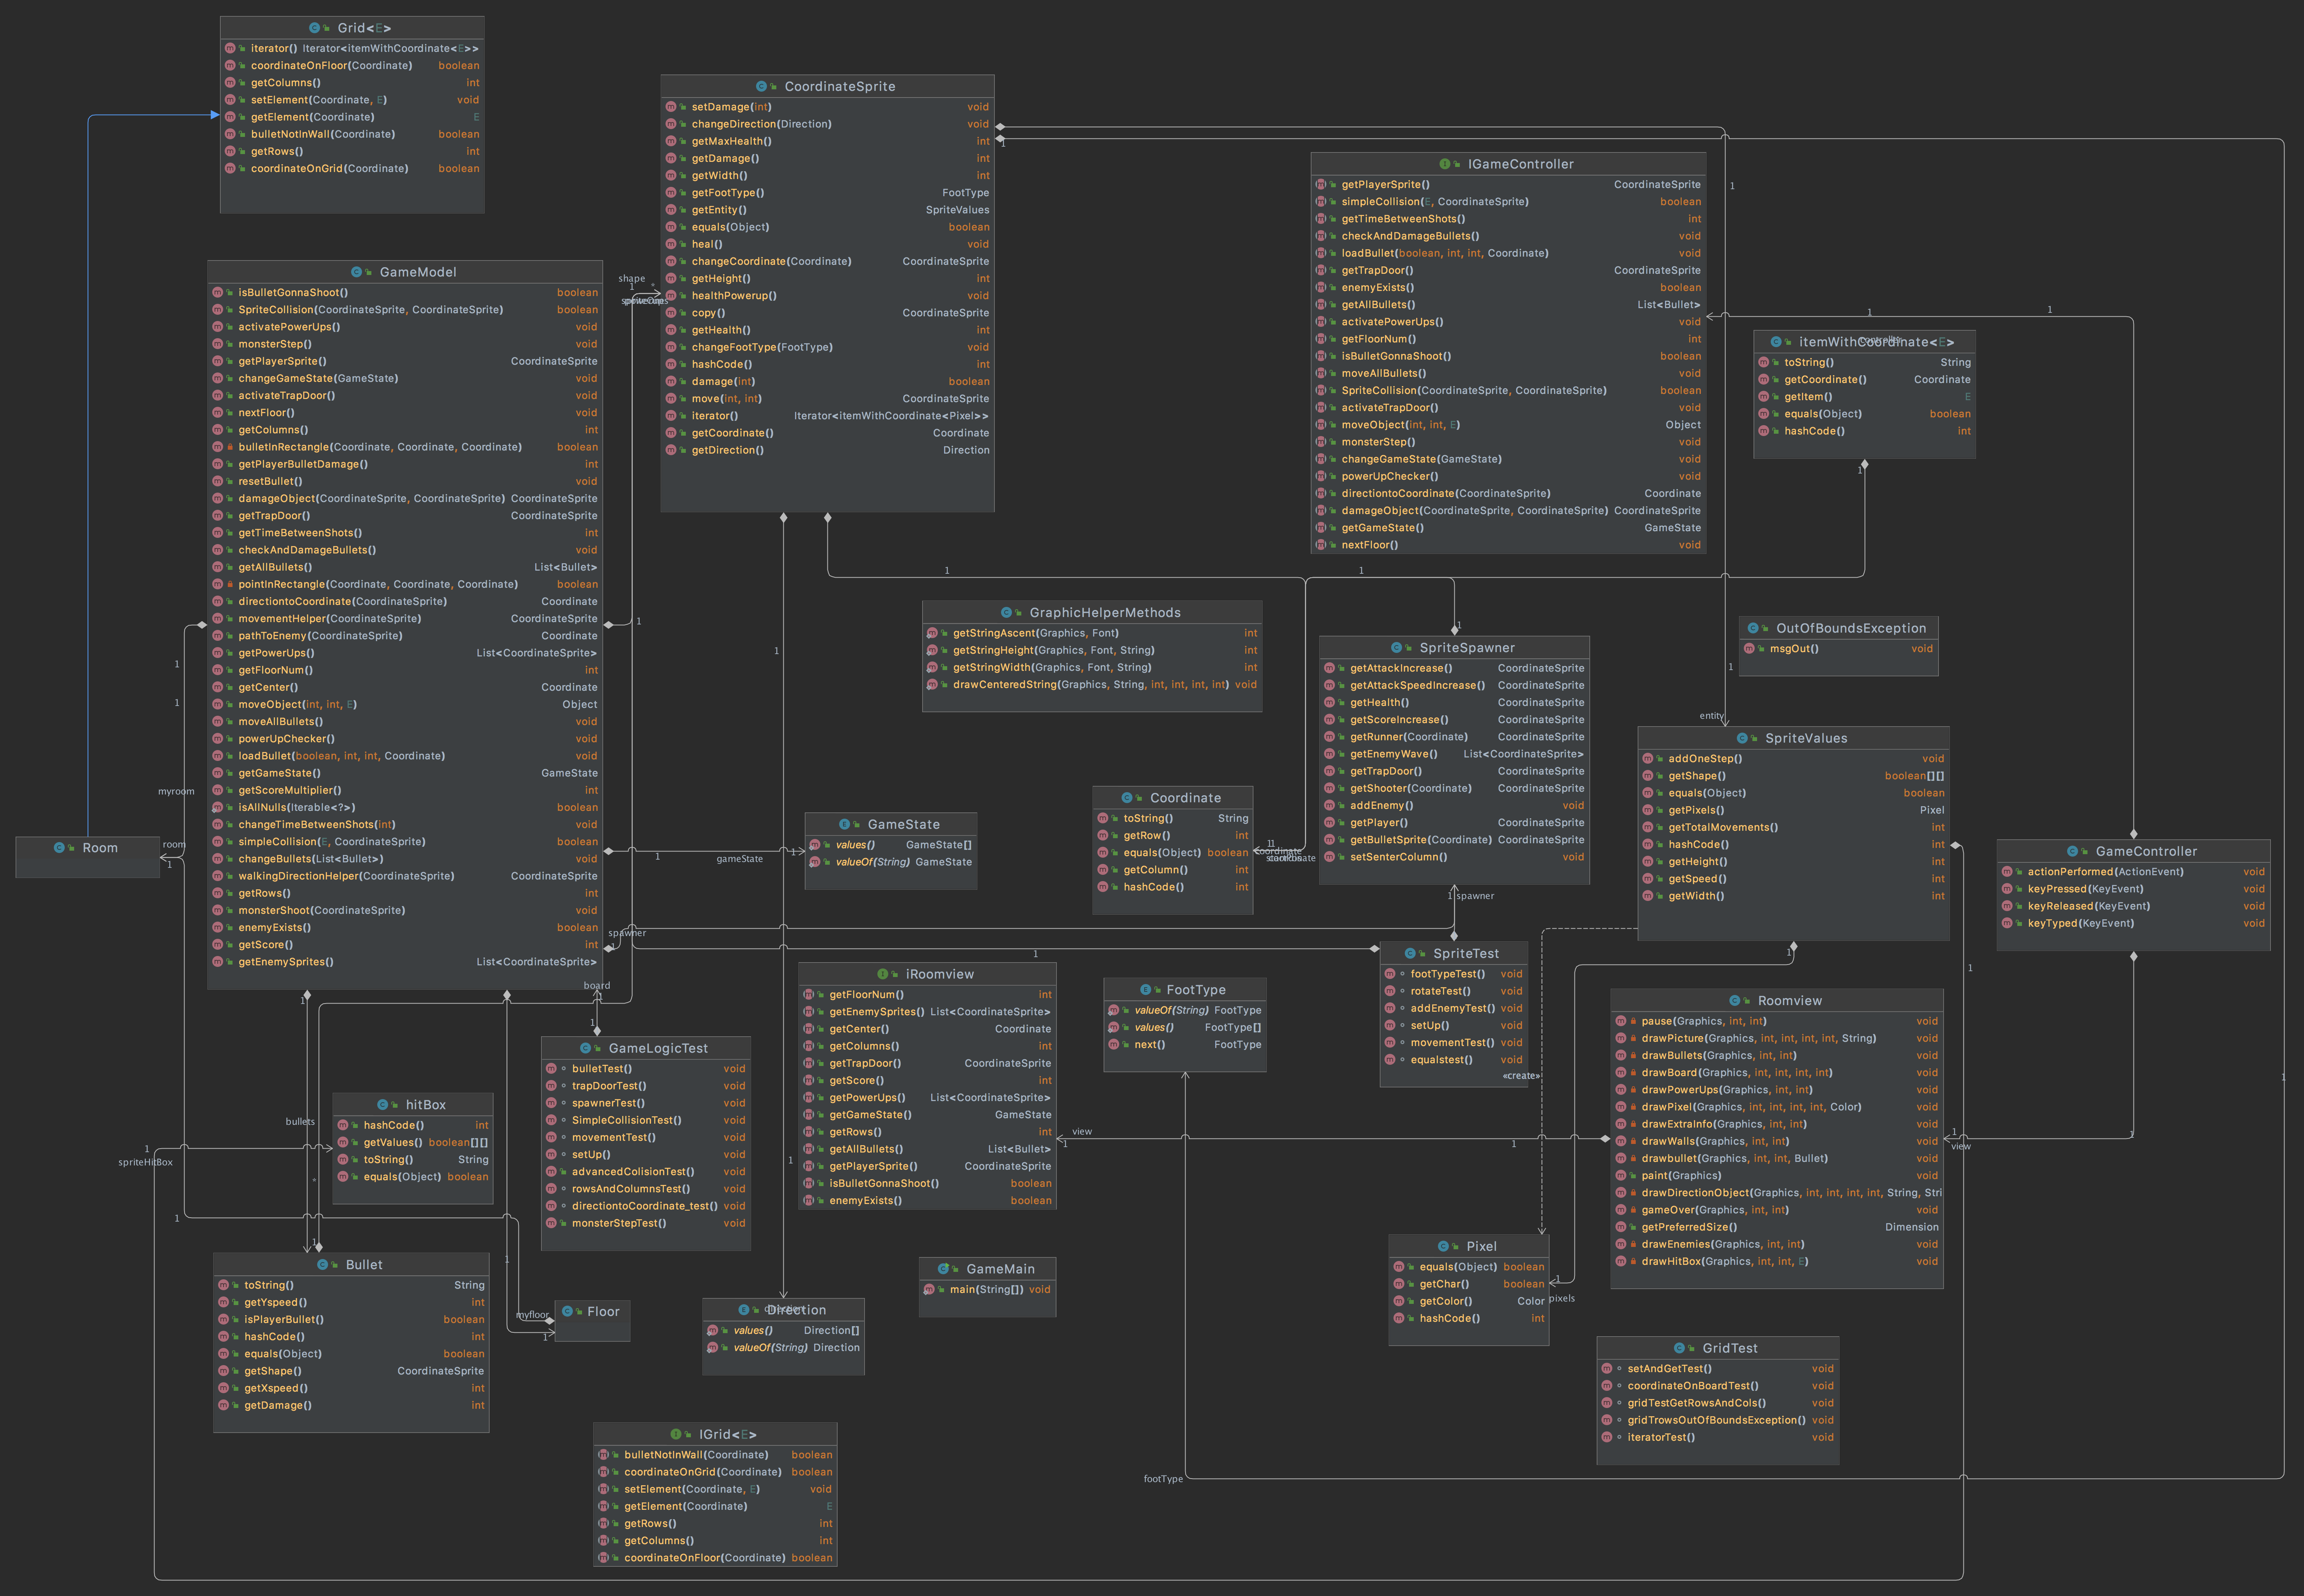 Grid<E>
iterator() Iterator<itemWithCoordinate<E>>
coordinateOnFloor(Coordinate) boolean
getColumns() int
setElement(Coordinate, E) void
getElement(Coordinate) E
bulletNotInWall(Coordinate) boolean
getRows() int
coordinateOnGrid(Coordinate) boolean
CoordinateSprite
setDamage(int) void
changeDirection(Direction) void
getMaxHealth() int
getDamage() int
getWidth() int
getFootType() FootType
getEntity() SpriteValues
equals(Object) boolean
heal() void
changeCoordinate(Coordinate) CoordinateSprite
getHeight() int
healthPowerup() void
copy() CoordinateSprite
getHealth() int
changeFootType(FootType) void
hashCode() int
damage(int) boolean
move(int, int) CoordinateSprite
iterator() Iterator<itemWithCoordinate<Pixel>>
getCoordinate() Coordinate
getDirection() Direction
IGameController
getPlayerSprite() CoordinateSprite
simpleCollision(E, CoordinateSprite) boolean
getTimeBetweenShots() int
checkAndDamageBullets() void
loadBullet(boolean, int, int, Coordinate) void
getTrapDoor() CoordinateSprite
enemyExists() boolean
getAllBullets() List<Bullet>
activatePowerUps() void
getFloorNum() int
isBulletGonnaShoot() boolean
moveAllBullets() void
SpriteCollision(CoordinateSprite, CoordinateSprite) boolean
activateTrapDoor() void
moveObject(int, int, E) Object
monsterStep() void
changeGameState(GameState) void
powerUpChecker() void
directiontoCoordinate(CoordinateSprite) Coordinate
damageObject(CoordinateSprite, CoordinateSprite) CoordinateSprite
getGameState() GameState
nextFloor() void
itemWithCoordinate<E>
toString() String
getCoordinate() Coordinate
getItem() E
equals(Object) boolean
hashCode() int
GameModel
isBulletGonnaShoot() boolean
SpriteCollision(CoordinateSprite, CoordinateSprite) boolean
activatePowerUps() void
monsterStep() void
getPlayerSprite() CoordinateSprite
changeGameState(GameState) void
activateTrapDoor() void
nextFloor() void
getColumns() int
bulletInRectangle(Coordinate, Coordinate, Coordinate) boolean
getPlayerBulletDamage() int
resetBullet() void
damageObject(CoordinateSprite, CoordinateSprite) CoordinateSprite
getTrapDoor() CoordinateSprite
getTimeBetweenShots() int
checkAndDamageBullets() void
getAllBullets() List<Bullet>
pointInRectangle(Coordinate, Coordinate, Coordinate) boolean
directiontoCoordinate(CoordinateSprite) Coordinate
movementHelper(CoordinateSprite) CoordinateSprite
pathToEnemy(CoordinateSprite) Coordinate
getPowerUps() List<CoordinateSprite>
getFloorNum() int
getCenter() Coordinate
moveObject(int, int, E) Object
moveAllBullets() void
powerUpChecker() void
loadBullet(boolean, int, int, Coordinate) void
getGameState() GameState
getScoreMultiplier() int
isAllNulls(Iterable<?>) boolean
changeTimeBetweenShots(int) void
simpleCollision(E, CoordinateSprite) boolean
changeBullets(List<Bullet>) void
walkingDirectionHelper(CoordinateSprite) CoordinateSprite
getRows() int
monsterShoot(CoordinateSprite) void
enemyExists() boolean
getScore() int
getEnemySprites() List<CoordinateSprite>
shape
GraphicHelperMethods
getStringAscent(Graphics, Font) int
getStringHeight(Graphics, Font, String) int
getStringWidth(Graphics, Font, String) int
drawCenteredString(Graphics, String, int, int, int, int) void
SpriteSpawner
getAttackIncrease() CoordinateSprite
getAttackSpeedIncrease() CoordinateSprite
getHealth() CoordinateSprite
getScoreIncrease() CoordinateSprite
getRunner(Coordinate) CoordinateSprite
getEnemyWave() List<CoordinateSprite>
getTrapDoor() CoordinateSprite
getShooter(Coordinate) CoordinateSprite
addEnemy() void
getPlayer() CoordinateSprite
getBulletSprite(Coordinate) CoordinateSprite
setSenterColumn() void
OutOfBoundsException
msgOut() void
entity
SpriteValues
addOneStep() void
getShape() boolean[][]
equals(Object) boolean
getPixels() Pixel
getTotalMovements() int
hashCode() int
getHeight() int
getSpeed() int
getWidth() int
Coordinate
toString() String
getRow() int
equals(Object) boolean
getColumn() int
hashCode() int
GameState
values() GameState[]
valueOf(String) GameState
gameState
myroom
room
Room
GameController
actionPerformed(ActionEvent) void
keyPressed(KeyEvent) void
keyReleased(KeyEvent) void
keyTyped(KeyEvent) void
1 spawner
spawner
board
SpriteTest
footTypeTest() void
rotateTest() void
addEnemyTest() void
setUp() void
movementTest() void
equalstest() void
«create»
iRoomview
getFloorNum() int
getEnemySprites() List<CoordinateSprite>
getCenter() Coordinate
getColumns() int
getTrapDoor() CoordinateSprite
getScore() int
getPowerUps() List<CoordinateSprite>
getGameState() GameState
getRows() int
getAllBullets() List<Bullet>
getPlayerSprite() CoordinateSprite
isBulletGonnaShoot() boolean
enemyExists() boolean
FootType
valueOf(String) FootType
values() FootType[]
next() FootType
Roomview
pause(Graphics, int, int) void
drawPicture(Graphics, int, int, int, int, String) void
drawBullets(Graphics, int, int) void
drawBoard(Graphics, int, int, int, int) void
drawPowerUps(Graphics, int, int) void
drawPixel(Graphics, int, int, int, int, Color) void
drawExtraInfo(Graphics, int, int) void
drawWalls(Graphics, int, int) void
drawbullet(Graphics, int, int, Bullet) void
paint(Graphics) void
drawDirectionObject(Graphics, int, int, int, int, String, Stri
gameOver(Graphics, int, int) void
getPreferredSize() Dimension
drawEnemies(Graphics, int, int) void
drawHitBox(Graphics, int, int, E) void
view
view
GameLogicTest
bulletTest() void
trapDoorTest() void
spawnerTest() void
SimpleCollisionTest() void
movementTest() void
setUp() void
advancedColisionTest() void
rowsAndColumnsTest() void
directiontoCoordinate_test() void
monsterStepTest() void
hitBox
hashCode() int
getValues() boolean[][]
toString() String
equals(Object) boolean
bullets
spriteHitBox
Bullet
toString() String
getYspeed() int
isPlayerBullet() boolean
hashCode() int
equals(Object) boolean
getShape() CoordinateSprite
getXspeed() int
getDamage() int
myfloor
Floor
Direction
values() Direction[]
valueOf(String) Direction
GameMain
main(String[]) void
Pixel
equals(Object) boolean
getChar() boolean
getColor() Color
hashCode() int
pixels
GridTest
setAndGetTest() void
coordinateOnBoardTest() void
gridTestGetRowsAndCols() void
gridTrowsOutOfBoundsException() void
iteratorTest() void
IGrid<E>
bulletNotInWall(Coordinate) boolean
coordinateOnGrid(Coordinate) boolean
setElement(Coordinate, E) void
getElement(Coordinate) E
getRows() int
getColumns() int
coordinateOnFloor(Coordinate) boolean
footType